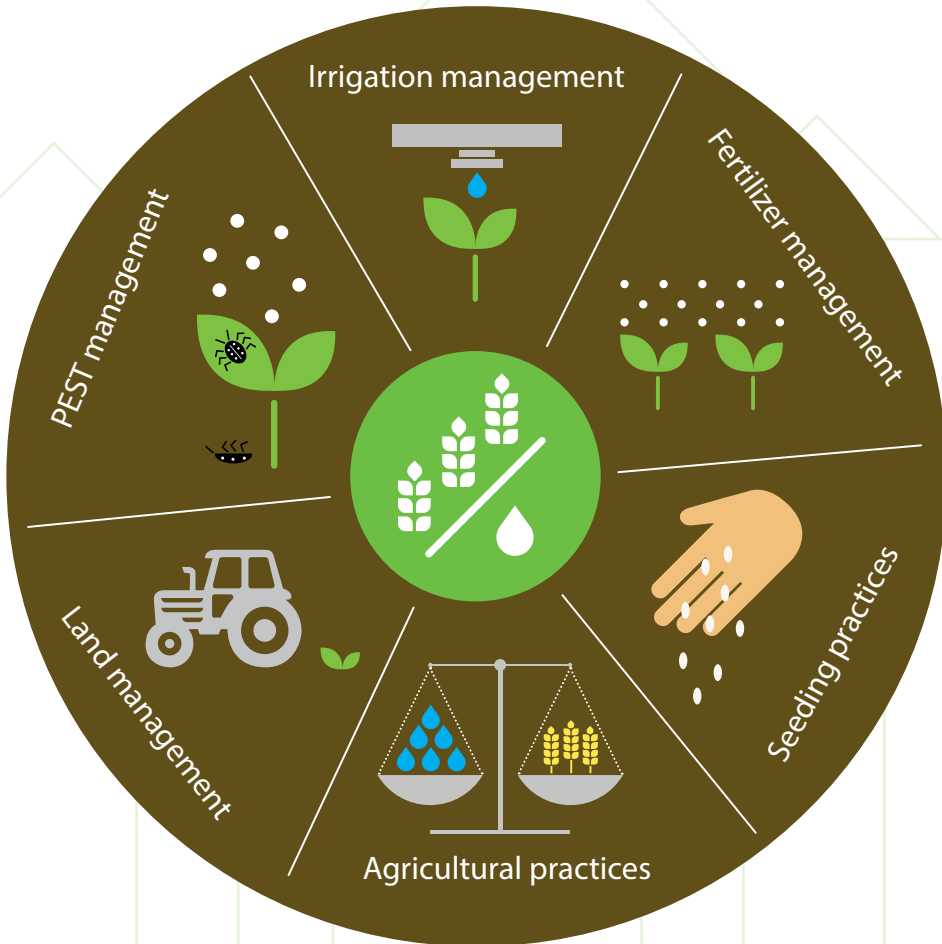 Irrigation management
Fertilizer management
Seeding practices
Agricultural practices
Land management
PEST management